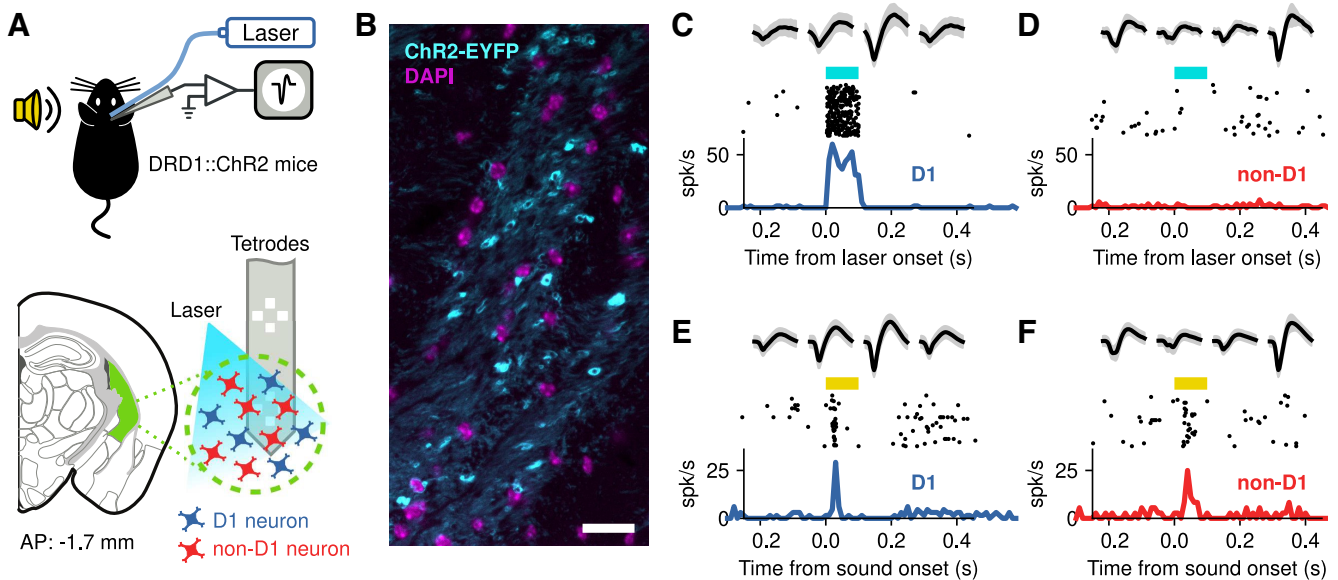 A
Laser
DRD1::ChR2 mice
Tetrodes
Laser
D1 neuron
non-D1 neuron
AP: -1.7 mm
B
ChR2-EYFP
DAPI
C
50
0
spk/s
D1
0.2 0.0 0.2 0.4
Time from laser onset (s)
D
50
0
spk/s
non-D1
0.2 0.0 0.2 0.4
Time from laser onset (s)
E
25
0
spk/s
D1
0.2 0.0 0.2 0.4
Time from sound onset (s)
F
25
0
spk/s
non-D1
0.2 0.0 0.2 0.4
Time from sound onset (s)